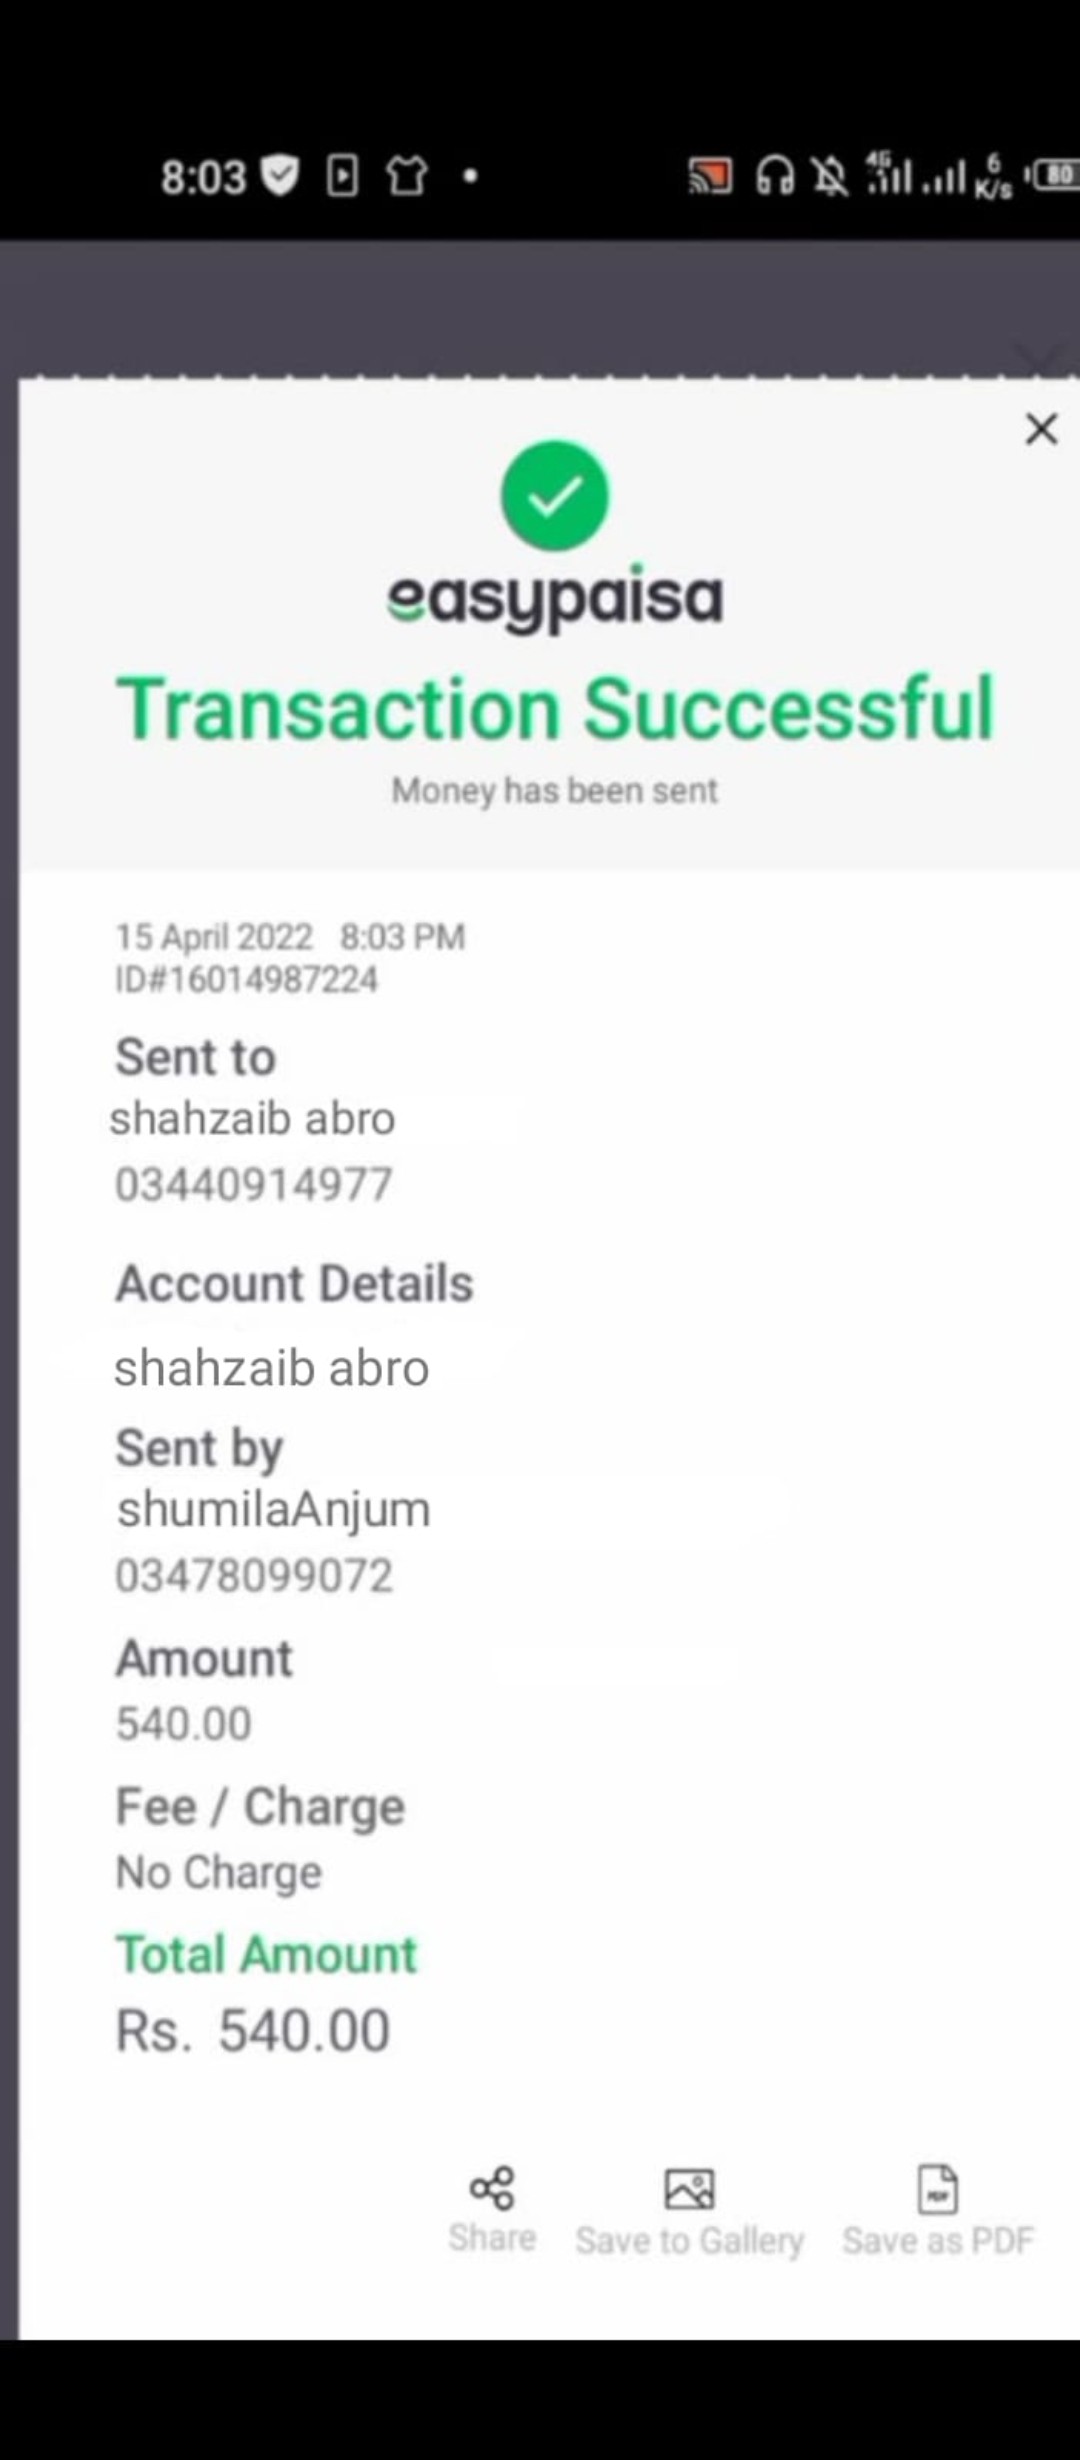 8:03 4G 6 K/s 80
easypaisa
Transaction Successful
Money has been sent
15 April 2022 8:03 PM
ID#16014987224
Sent to
shahzaib abro
03440914977
Account Details
shahzaib abro
Sent by
shumilaAnjum
03478099072
Amount
540.00
Fee / Charge
No Charge
Total Amount
Rs. 540.00
PDF
Share Save to Gallery Save as PDF